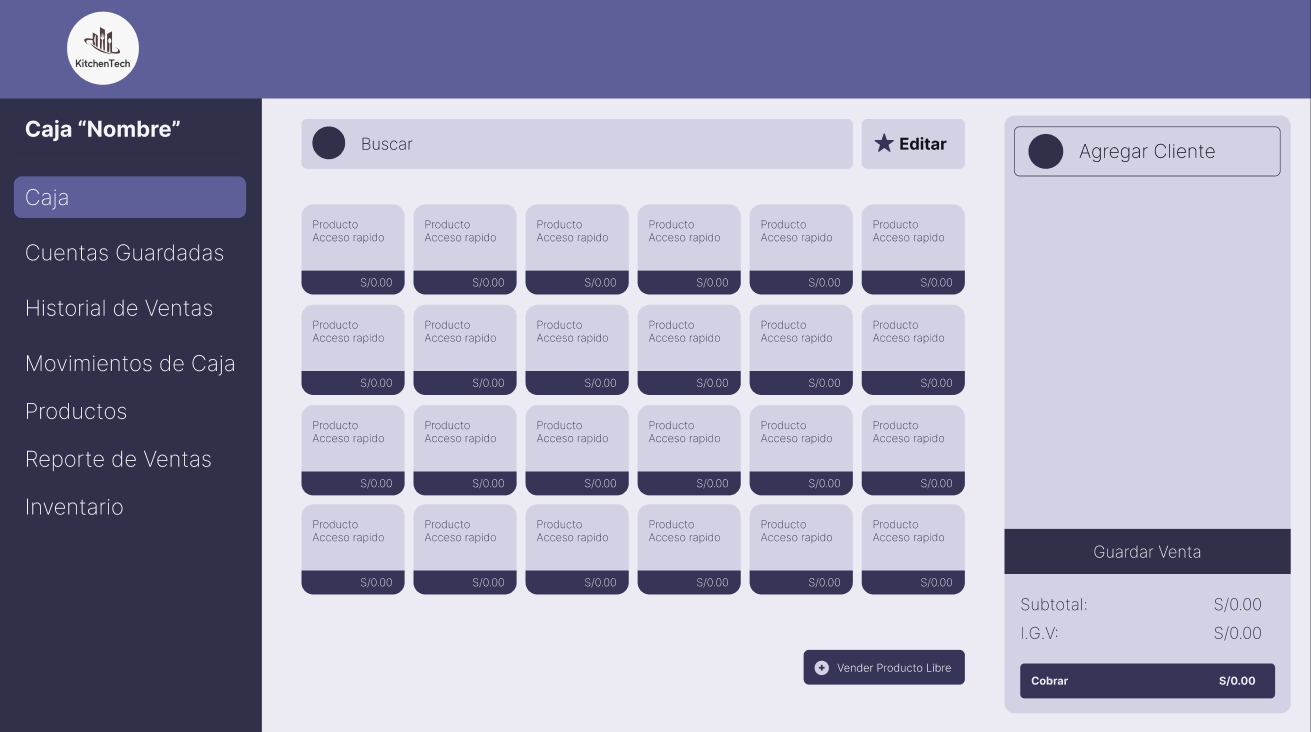 KitchenTech
Caja “Nombre”
Caja
Cuentas Guardadas
Historial de Ventas
Movimientos de Caja
Productos
Reporte de Ventas
Inventario
Buscar
Editar
Producto Producto Producto Producto Producto Producto
Acceso rapido Acceso rapido Acceso rapido Acceso rapido Acceso rapido Acceso rapido
S/0.00 S/0.00 S/0.00 S/0.00 S/0.00 S/0.00
Producto Producto Producto Producto Producto Producto
Acceso rapido Acceso rapido Acceso rapido Acceso rapido Acceso rapido Acceso rapido
S/0.00 S/0.00 S/0.00 S/0.00 S/0.00 S/0.00
Producto Producto Producto Producto Producto Producto
Acceso rapido Acceso rapido Acceso rapido Acceso rapido Acceso rapido Acceso rapido
S/0.00 S/0.00 S/0.00 S/0.00 S/0.00 S/0.00
Producto Producto Producto Producto Producto Producto
Acceso rapido Acceso rapido Acceso rapido Acceso rapido Acceso rapido Acceso rapido
S/0.00 S/0.00 S/0.00 S/0.00 S/0.00 S/0.00
Vender Producto Libre
Agregar Cliente
Guardar Venta
Subtotal: S/0.00
I.G.V: S/0.00
Cobrar S/0.00